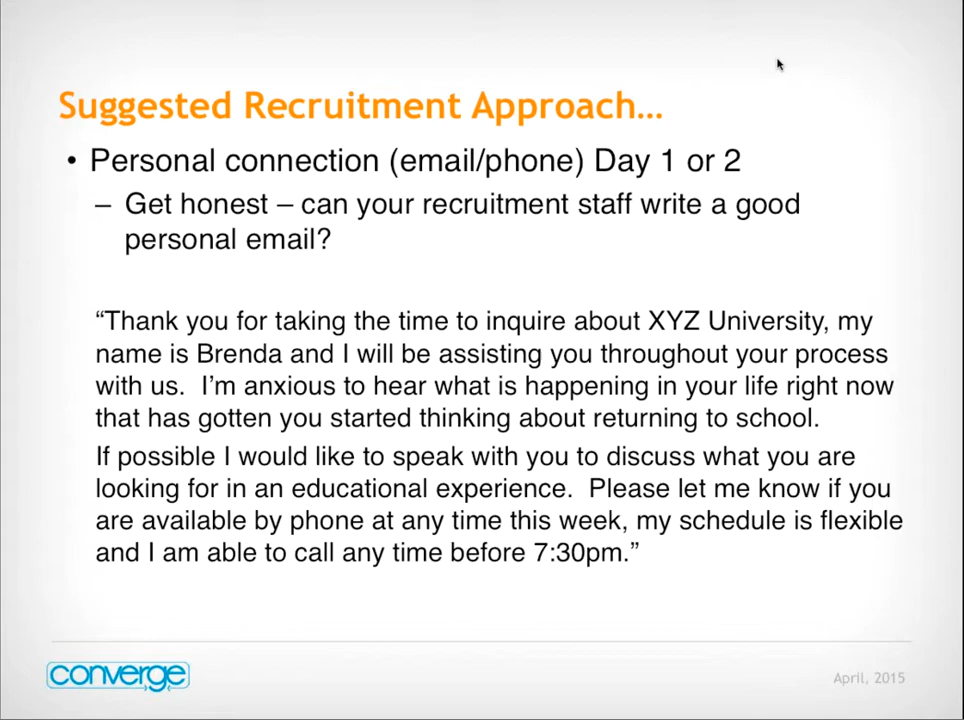 Suggested Recruitment Approach…
• Personal connection (email/phone) Day 1 or 2
– Get honest – can your recruitment staff write a good
personal email?
“Thank you for taking the time to inquire about XYZ University, my
name is Brenda and I will be assisting you throughout your process
with us.  I’m anxious to hear what is happening in your life right now
that has gotten you started thinking about returning to school.
If possible I would like to speak with you to discuss what you are
looking for in an educational experience.  Please let me know if you
are available by phone at any time this week, my schedule is flexible
and I am able to call any time before 7:30pm.”
converge
April, 2015